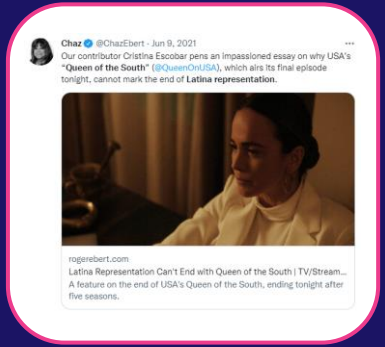 Chaz @ChazEbert · Jun 9, 2021
Our contributor Cristina Escobar pens an impassioned essay on why USA's
"Queen of the South" (@QueenOnUSA), which airs its final episode
tonight, cannot mark the end of Latina representation.
rogerebert.com
Latina Representation Can't End with Queen of the South | TV/Stream...
A feature on the end of USA's Queen of the South, ending tonight after
five seasons.